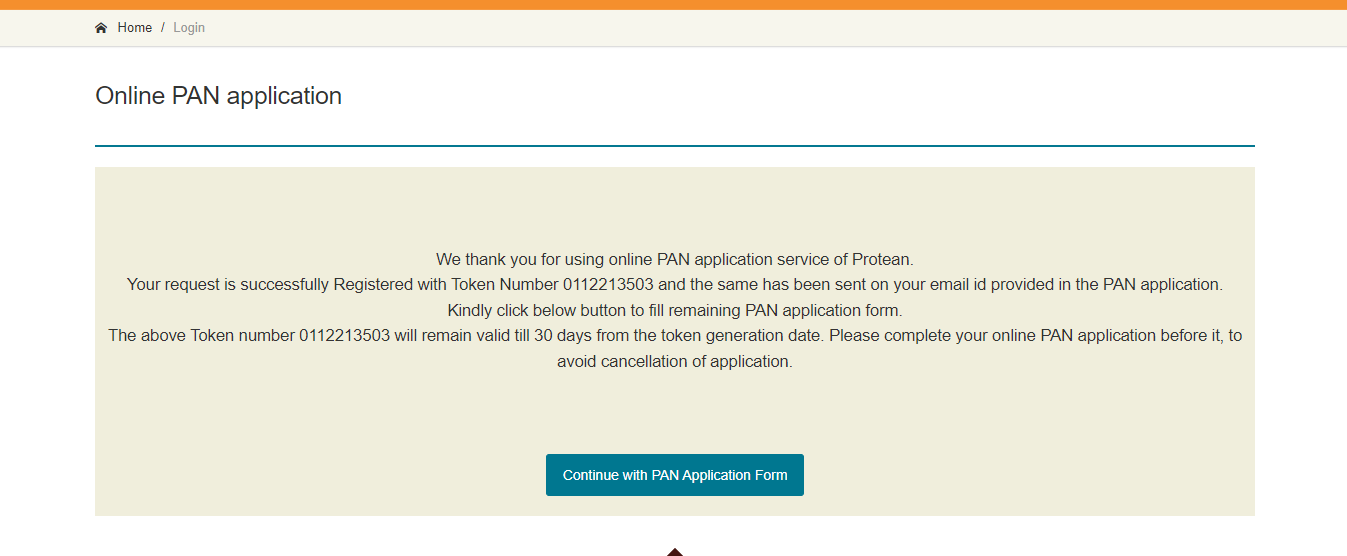 Home / Login
Online PAN application
We thank you for using online PAN application service of Protean.
Your request is successfully Registered with Token Number 0112213503 and the same has been sent on your email id provided in the PAN application.
Kindly click below button to fill remaining PAN application form.
The above Token number 0112213503 will remain valid till 30 days from the token generation date. Please complete your online PAN application before it, to
avoid cancellation of application.
Continue with PAN Application Form